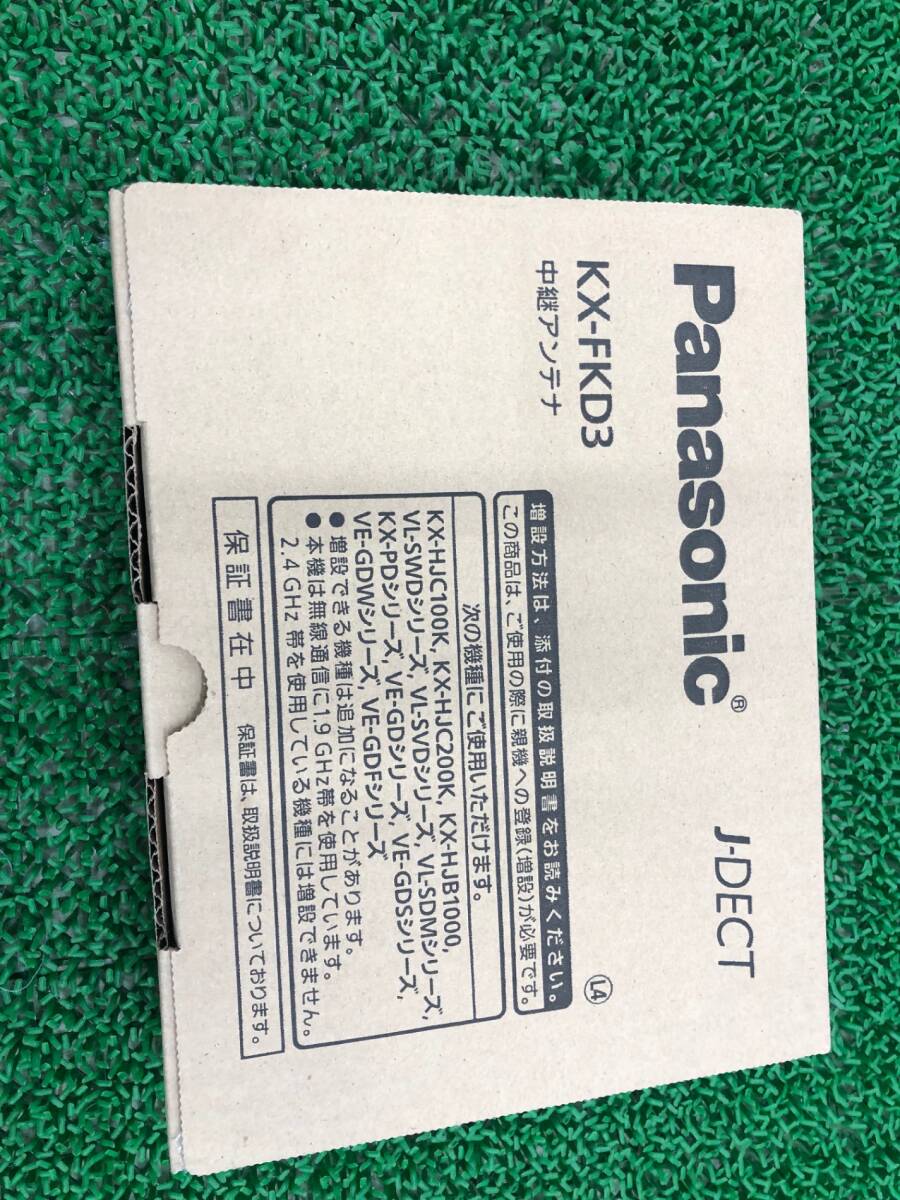 Panasonic® J-DECT
KX-FKD3
中継アンテナ
L4
増設方法は、添付の取扱説明書をお読みください。
この商品は、ご使用の際に親機への登録(増設)が必要です。
次の機種にご使用いただけます。
KX-HJC100K, KX-HJC200K, KX-HJB1000,
VL-SWDシリーズ, VL-SVDシリーズ, VL-SDMシリーズ,
KX-PDシリーズ, VE-GDシリーズ, VE-GDSシリーズ,
VE-GDWシリーズ, VE-GDFシリーズ
● 増設できる機種は追加になることがあります。
● 本機は無線通信に1.9 GHz帯を使用しています。
2.4 GHz 帯を使用している機種には増設できません。
保証書在中 保証書は、取扱説明書についております。